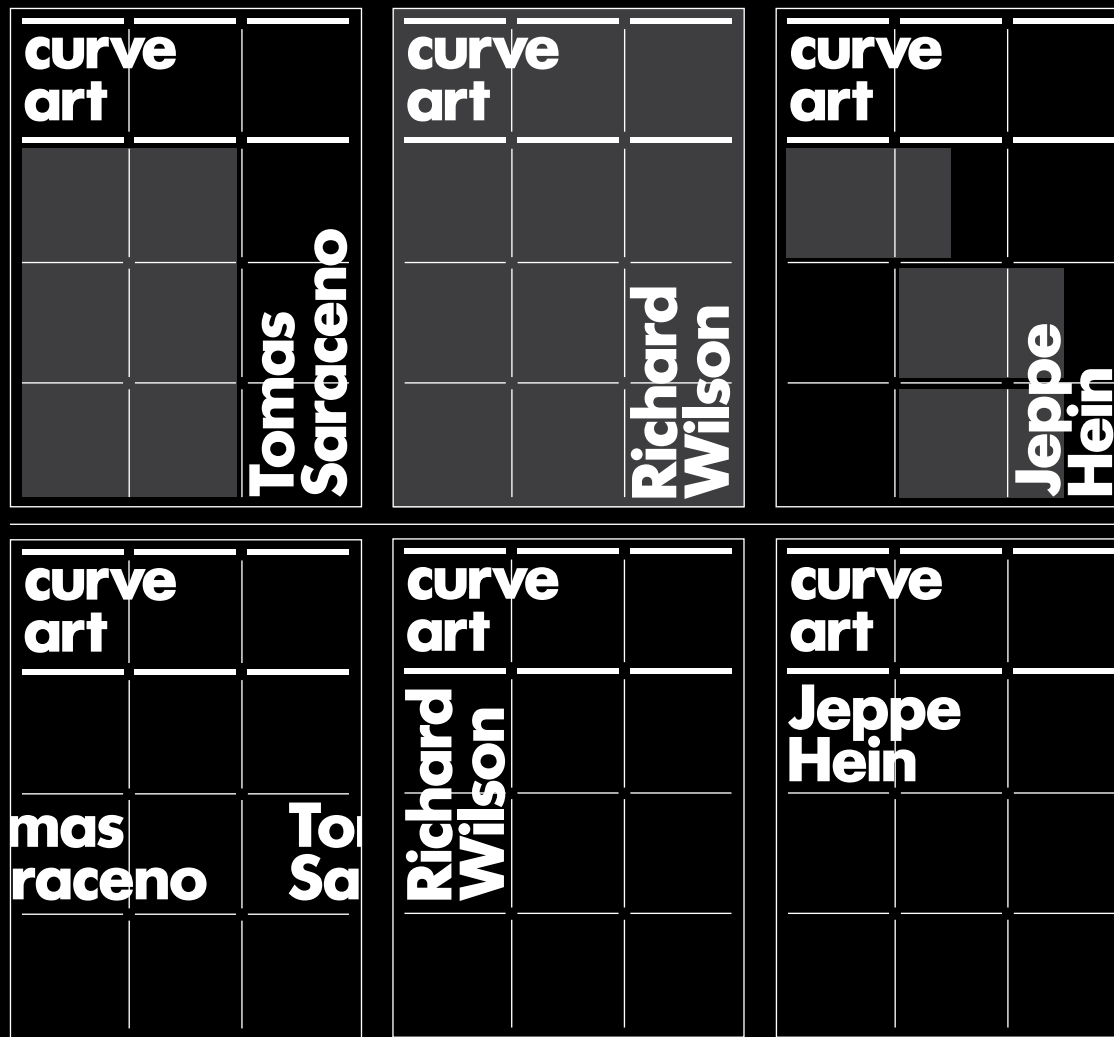 curve
art
Tomas
Saraceno
curve
art
Richard
Wilson
curve
art
Jeppe
Hein
curve
art
mas
raceno
To
Sa
curve
art
Richard
Wilson
curve
art
Jeppe
Hein